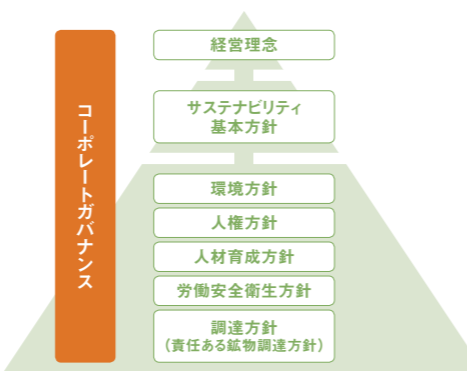 コーポレートガバナンス
経営理念
サステナビリティ
基本方針
環境方針
人権方針
人材育成方針
労働安全衛生方針
調達方針
（責任ある鉱物調達方針）